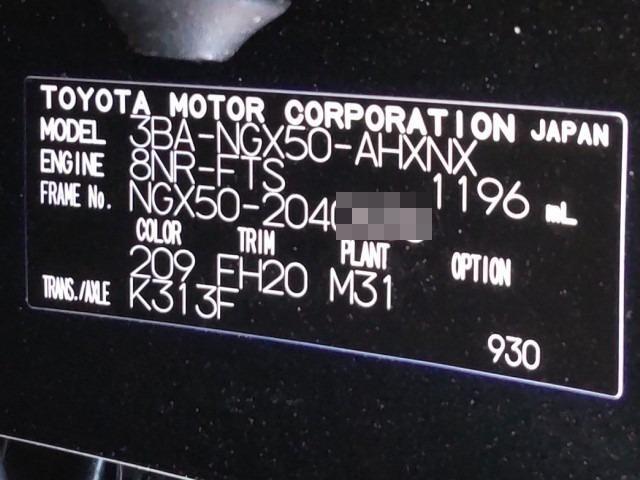 TOYOTA MOTOR CORPORATION JAPAN
MODEL 3BA-NGX50-AHXNX
ENGINE 8NR-FTS 1196 mL
FRAME No. NGX50-204
COLOR TRIM PLANT OPTION
209 EH20 M31
TRANS./AXLE K313F
930